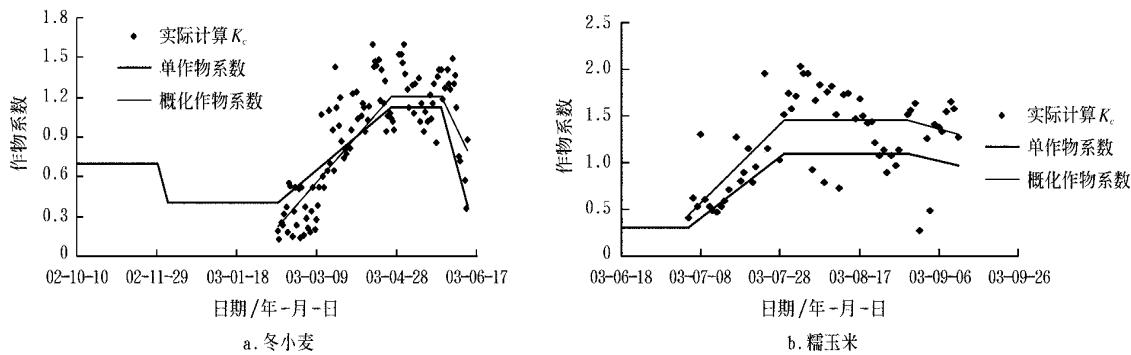 1.8
1.5
1.2
0.9
0.6
0.3
0
作物系数
实际计算Kc
单作物系数
概化作物系数
02-10-10 02-11-29 03-01-18 03-03-09 03-04-28 03-06-17
日期/年-月-日
a.冬小麦
2.5
2.0
1.5
1.0
0.5
0
作物系数
实际计算Kc
单作物系数
概化作物系数
03-06-18 03-07-08 03-07-28 03-08-17 03-09-06 03-09-26
日期/年-月-日
b.糯玉米